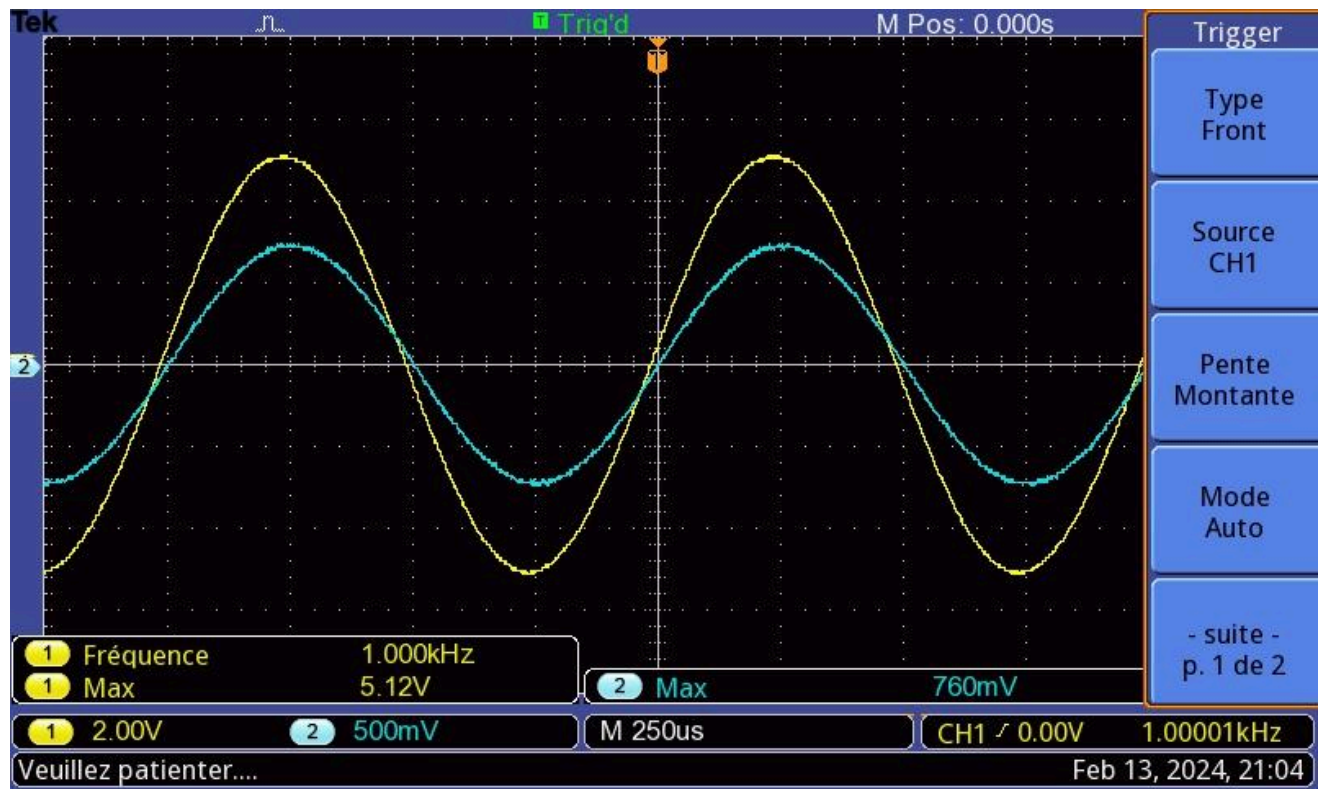 Tek
Trig'd
M Pos: 0.000s
T
2
Trigger
Type
Front
Source
CH1
Pente
Montante
Mode
Auto
- suite -
p. 1 de 2
1 Fréquence 1.000kHz
1 Max 5.12V
2 Max 760mV
1 2.00V 2 500mV M 250us CH1 0.00V 1.00001kHz
Veuillez patienter.... Feb 13, 2024, 21:04